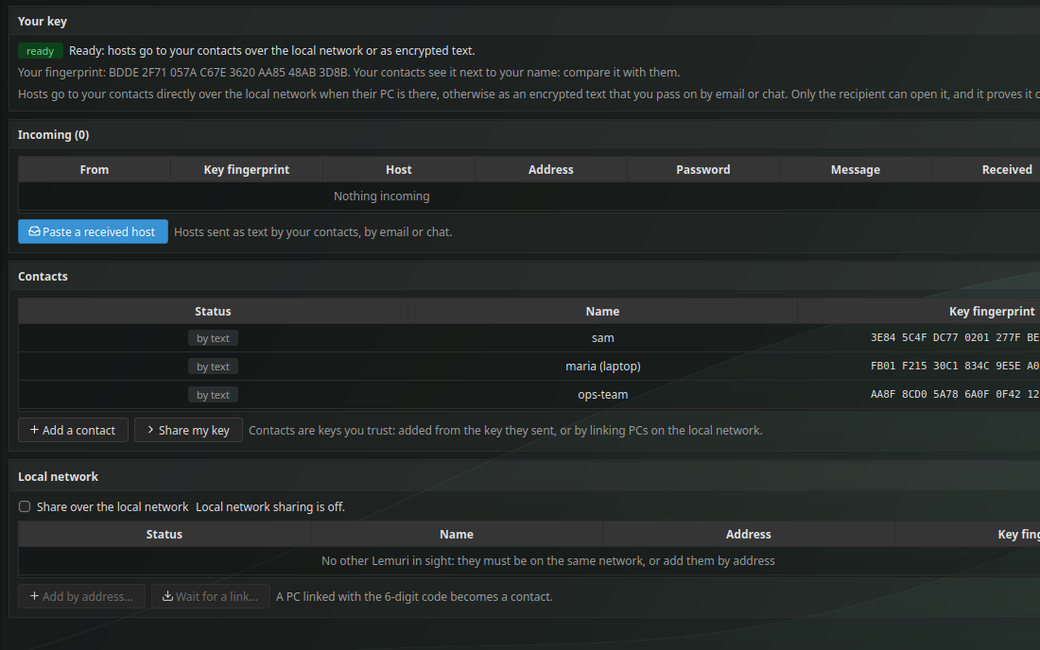 Your key
ready Ready: hosts go to your contacts over the local network or as encrypted text.
Your fingerprint: BDDE 2F71 057A C67E 3620 AA85 48AB 3D8B. Your contacts see it next to your name: compare it with them.
Hosts go to your contacts directly over the local network when their PC is there, otherwise as an encrypted text that you pass on by email or chat. Only the recipient can open it, and it proves it
Incoming (0)
From Key fingerprint Host Address Password Message Received
Nothing incoming
Paste a received host Hosts sent as text by your contacts, by email or chat.
Contacts
Status Name Key fingerprint
by text sam 3E84 5C4F DC77 0201 277F BE
by text maria (laptop) FB01 F215 30C1 834C 9E5E A0
by text ops-team AA8F 8CD0 5A78 6A0F 0F42 12
+ Add a contact > Share my key Contacts are keys you trust: added from the key they sent, or by linking PCs on the local network.
Local network
Share over the local network Local network sharing is off.
Status Name Address Key fing
No other Lemuri in sight: they must be on the same network, or add them by address
+ Add by address... Wait for a link... A PC linked with the 6-digit code becomes a contact.